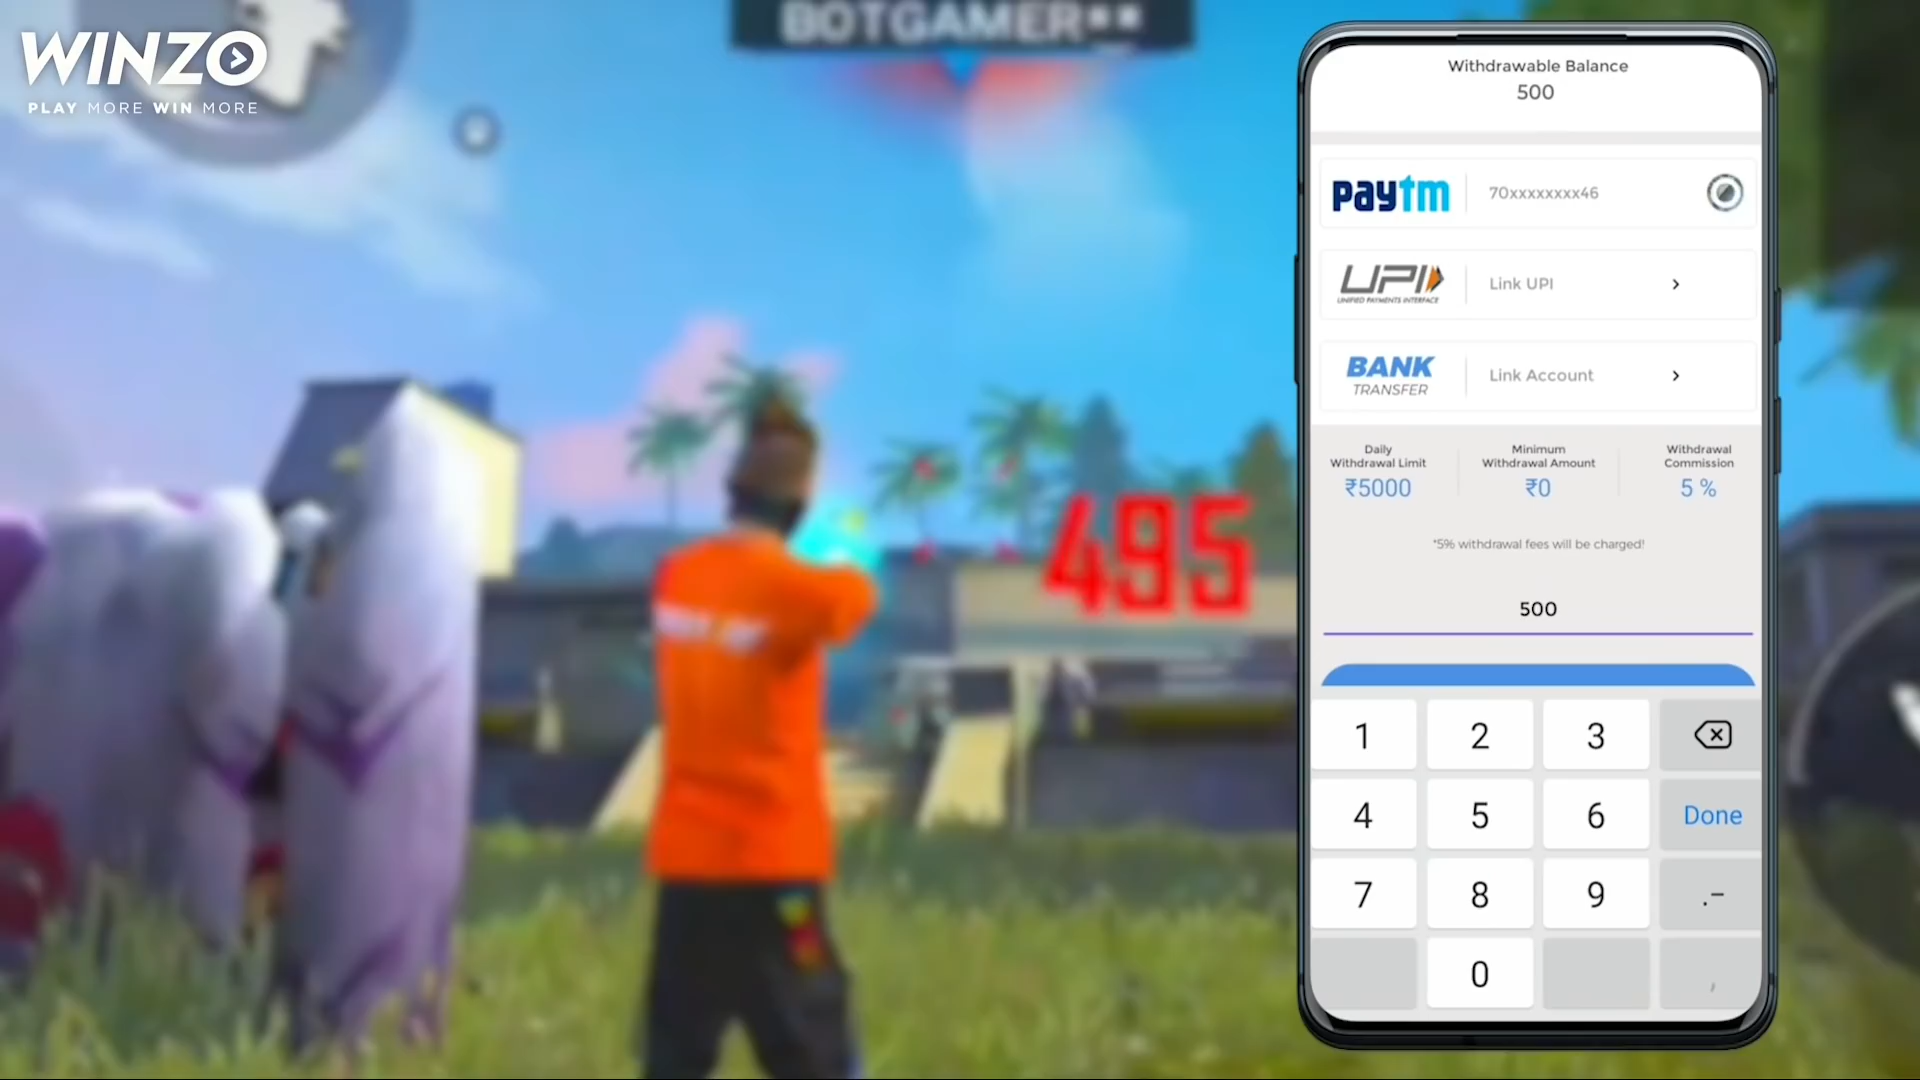 BOTGAMER**
WINZO
PLAY MORE WIN MORE
495
Withdrawable Balance
500
paytm
70xxxxxxxx46
UPI
UNIFIED PAYMENTS INTERFACE
Link UPI
BANK
TRANSFER
Link Account
Daily
Withdrawal Limit
₹5000
Minimum
Withdrawal Amount
₹0
Withdrawal
Commission
5 %
*5% withdrawal fees will be charged!
500
1 2 3
4 5 6 Done
7 8 9 .-
0 ,